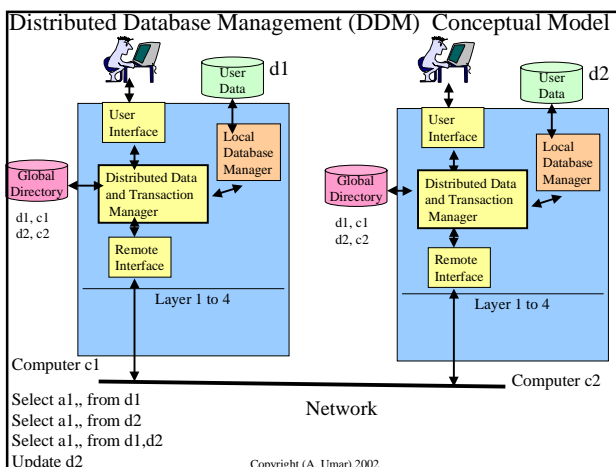 Distributed Database Management (DDM) Conceptual Model
User
Data
d1
User
Interface
Local
Database
Manager
Global
Directory
Distributed Data
and Transaction
Manager
d1, c1
d2, c2
Remote
Interface
Layer 1 to 4
Computer c1
User
Data
d2
User
Interface
Local
Database
Manager
Global
Directory
Distributed Data
and Transaction
Manager
d1, c1
d2, c2
Remote
Interface
Layer 1 to 4
Computer c2
Network
Select a1,, from d1
Select a1,, from d2
Select a1,, from d1,d2
Update d2
Copyright (A. Umar) 2002